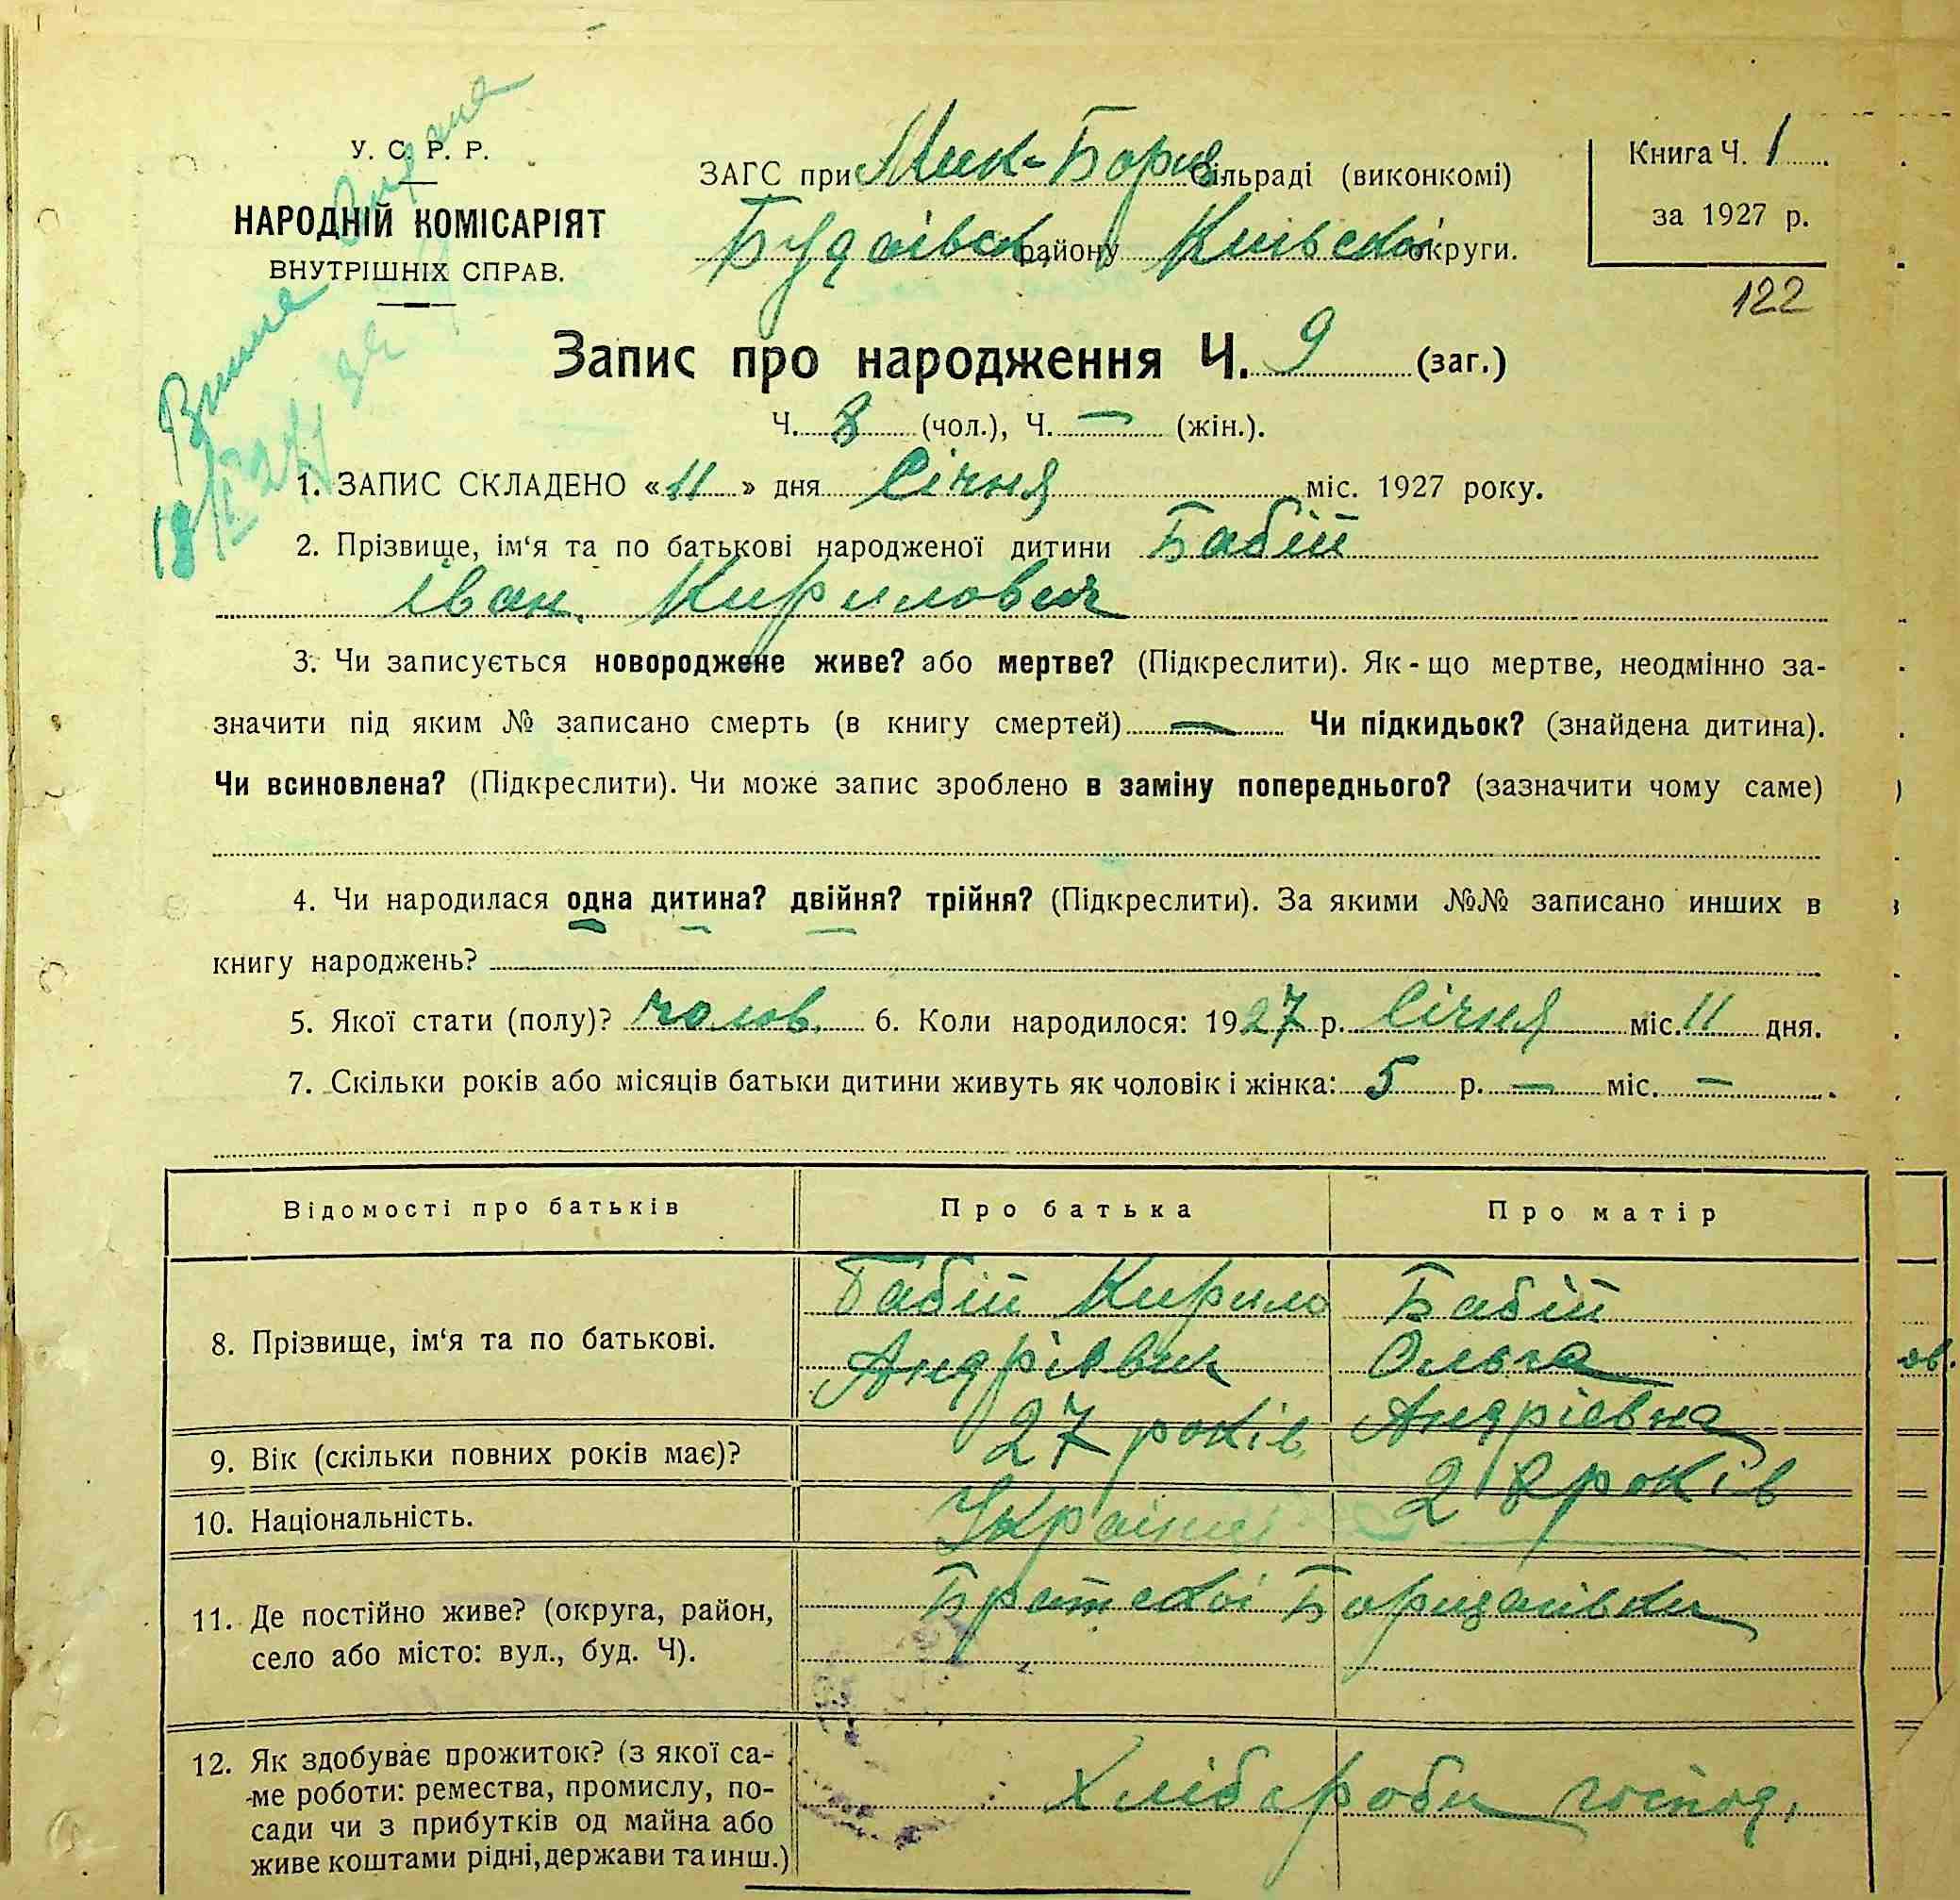 У. С. Р. Р.
НАРОДНІЙ КОМІСАРІЯТ
ВНУТРІШНІХ СПРАВ.
ЗАГС при Мик-Борщ сільраді (виконкомі)
Будаївськ району Київської округи.
Книга Ч. 1
за 1927 р.
122
Запис про народження Ч. 9 (заг.)
Ч. 8 (чол.), Ч. — (жін.).
1. ЗАПИС СКЛАДЕНО «11» дня Січня міс. 1927 року.
2. Прізвище, ім‘я та по батькові народженої дитини Бабій
Іван Кирилович
3. Чи записується новороджене живе? або мертве? (Підкреслити). Як-що мертве, неодмінно за-
значити під яким № записано смерть (в книгу смертей) — Чи підкидьок? (знайдена дитина).
Чи всиновлена? (Підкреслити). Чи може запис зроблено в заміну попереднього? (зазначити чому саме)
4. Чи народилася одна дитина? двійня? трійня? (Підкреслити). За якими №№ записано инших в
книгу народжень?
5. Якої стати (полу)? чолов. 6. Коли народилося: 1927 р. Січня міс. 11 дня.
7. Скільки років або місяців батьки дитини живуть як чоловік і жінка: 5 р. — міс. —
Відомості про батьків Про батька Про матір
8. Прізвище, ім‘я та по батькові. Бабій Кирило Бабій
Андрієвич Ольга
Андріевна
9. Вік (скільки повних років має)? 27 років 28 років
10. Національність. Українці
11. Де постійно живе? (округа, район,
село або місто: вул., буд. Ч). Братської Борщагівки
12. Як здобуває прожиток? (з якої са-
ме роботи: ремества, промислу, по-
сади чи з прибутків од майна або
живе коштами рідні, держави та инш.) Хлібороби господ.